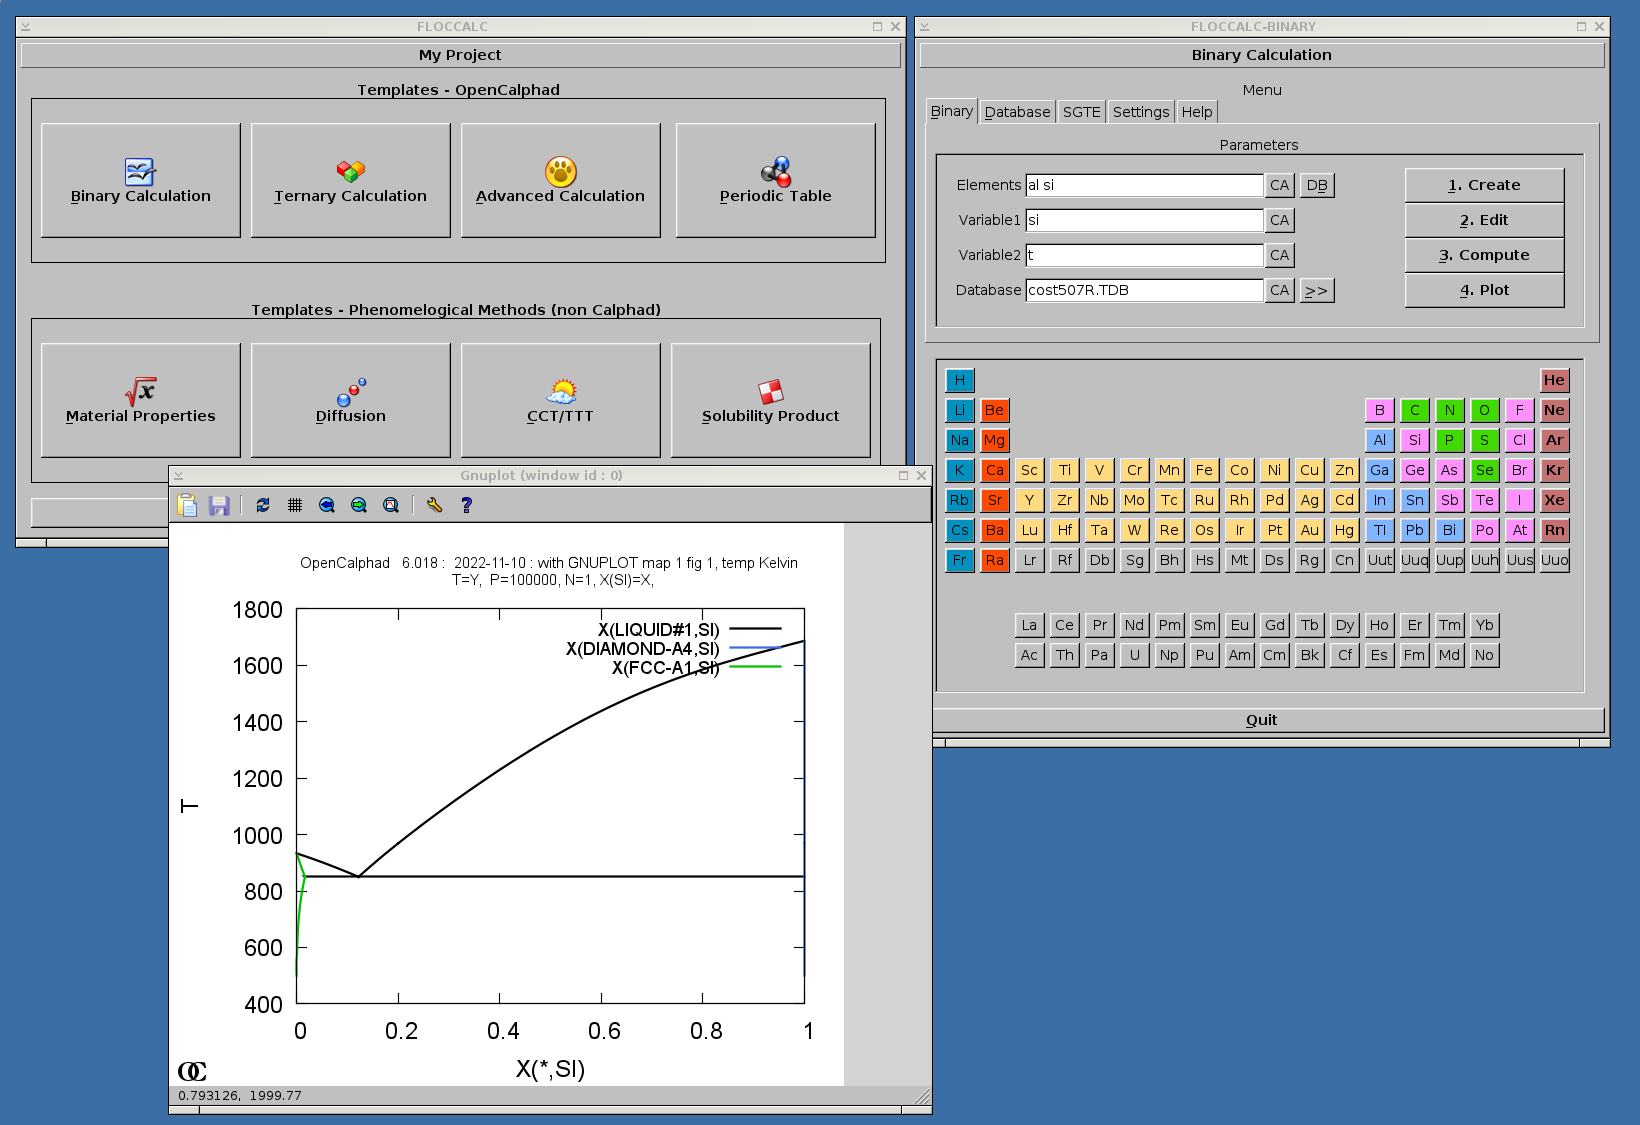 FLOCCALC
My Project
Templates - OpenCalphad
Binary Calculation
Ternary Calculation
Advanced Calculation
Periodic Table
Templates - Phenomelogical Methods (non Calphad)
Material Properties
Diffusion
CCT/TTT
Solubility Product
FLOCCALC-BINARY
Binary Calculation
Menu
Binary Database SGTE Settings Help
Parameters
Elements al si CA DB 1. Create
Variable1 si CA 2. Edit
Variable2 t CA 3. Compute
Database cost507R.TDB CA >> 4. Plot
H He
Li Be B C N O F Ne
Na Mg Al Si P S Cl Ar
K Ca Sc Ti V Cr Mn Fe Co Ni Cu Zn Ga Ge As Se Br Kr
Rb Sr Y Zr Nb Mo Tc Ru Rh Pd Ag Cd In Sn Sb Te I Xe
Cs Ba Lu Hf Ta W Re Os Ir Pt Au Hg Tl Pb Bi Po At Rn
Fr Ra Lr Rf Db Sg Bh Hs Mt Ds Rg Cn Uut Uuq Uup Uuh Uus Uuo
La Ce Pr Nd Pm Sm Eu Gd Tb Dy Ho Er Tm Yb
Ac Th Pa U Np Pu Am Cm Bk Cf Es Fm Md No
Quit
Gnuplot (window id : 0)
OpenCalphad 6.018 : 2022-11-10 : with GNUPLOT map 1 fig 1, temp Kelvin
T=Y, P=100000, N=1, X(SI)=X,
X(LIQUID#1,SI)
X(DIAMOND-A4,SI)
X(FCC-A1,SI)
1800
1600
1400
1200
1000
800
600
400
T
0 0.2 0.4 0.6 0.8 1
X(*,SI)
OC
0.793126, 1999.77